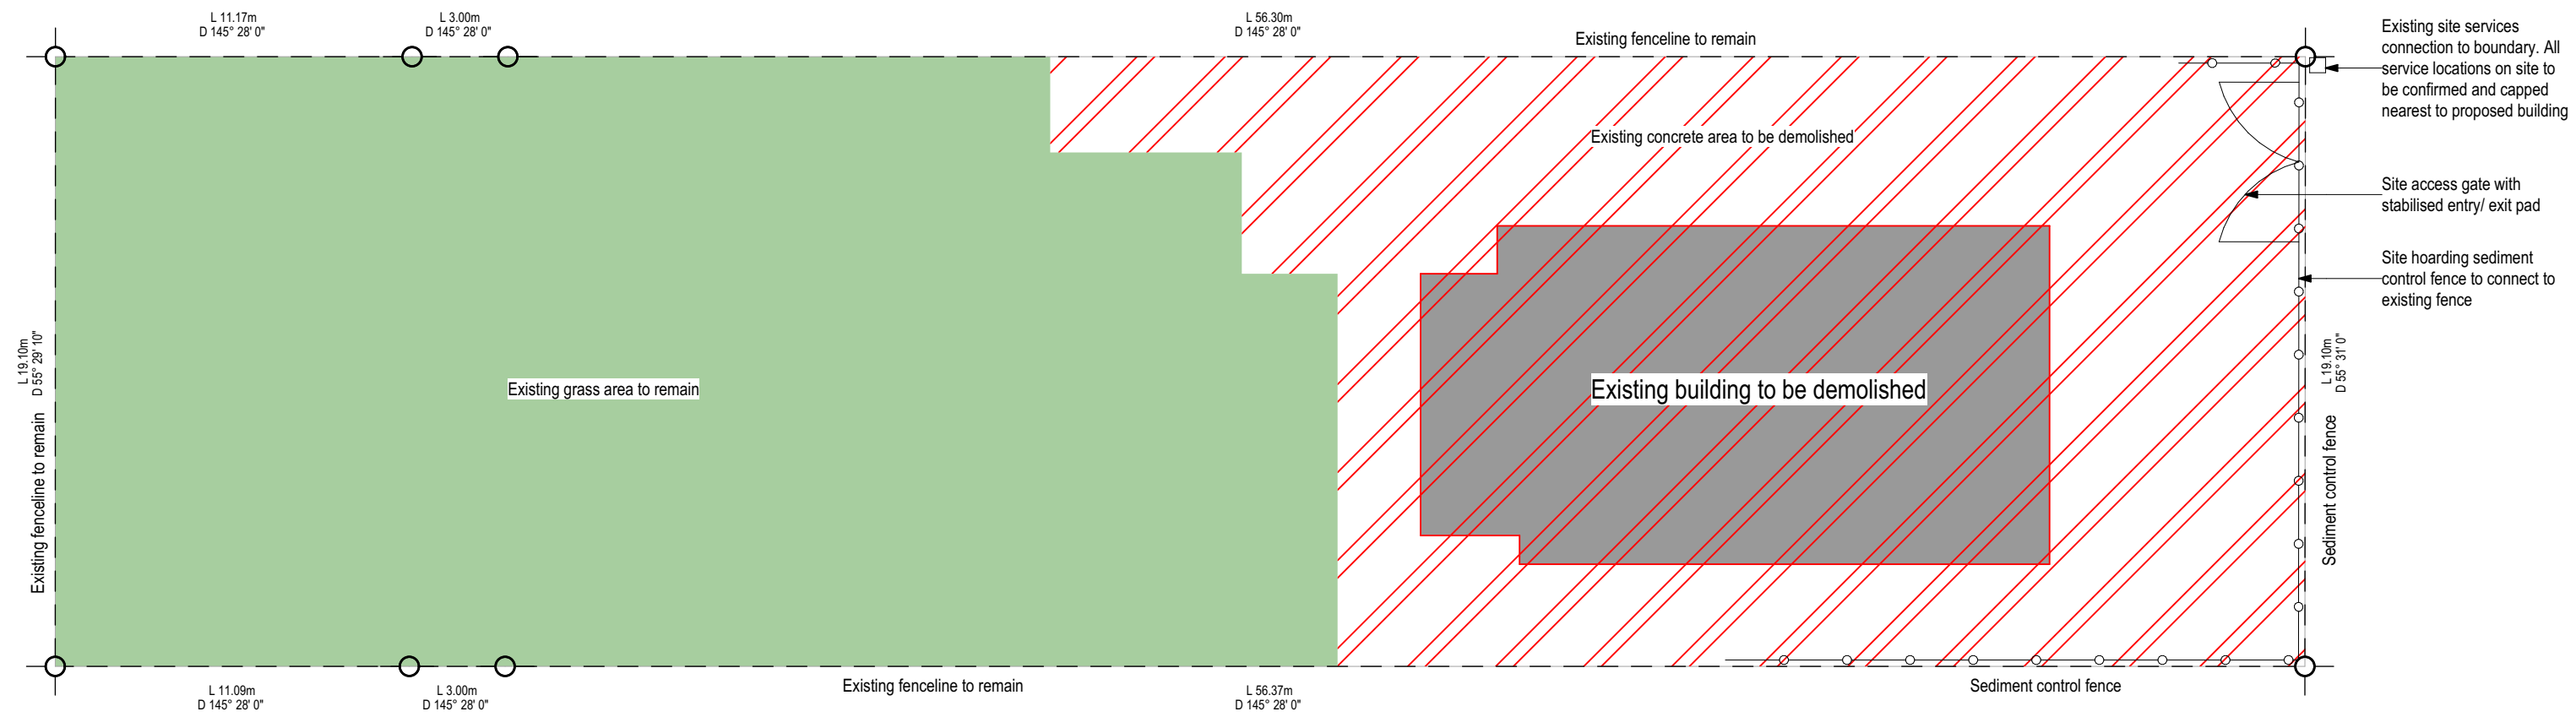 L 11.17m
D 145° 28' 0"
L 3.00m
D 145° 28' 0"
L 56.30m
D 145° 28' 0"
Existing fenceline to remain
Existing site services
connection to boundary. All
service locations on site to
be confirmed and capped
nearest to proposed building
Existing concrete area to be demolished
Site access gate with
stabilised entry/ exit pad
Site hoarding sediment
control fence to connect to
existing fence
L 19.10m
D 55° 29' 10"
Existing fenceline to remain
Existing grass area to remain
Existing building to be demolished
L 19.10m
D 55° 31' 0"
Sediment control fence
L 11.09m
D 145° 28' 0"
L 3.00m
D 145° 28' 0"
Existing fenceline to remain
L 56.37m
D 145° 28' 0"
Sediment control fence